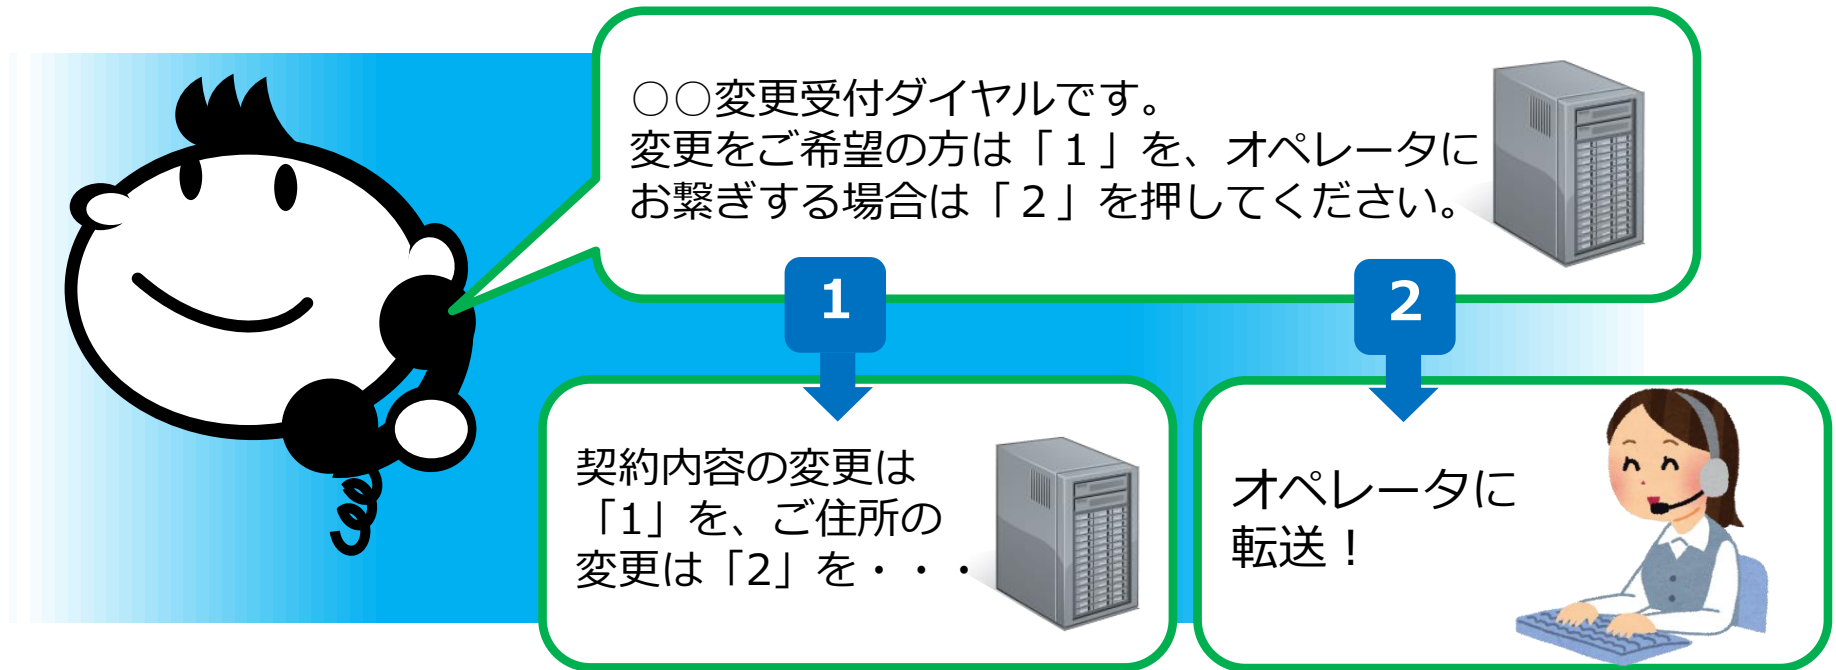 ○○変更受付ダイヤルです。
変更をご希望の方は「１」を、オペレータに
お繋ぎする場合は「２」を押してください。
1
2
契約内容の変更は
「1」を、ご住所の
変更は「2」を・・・
オペレータに
転送！